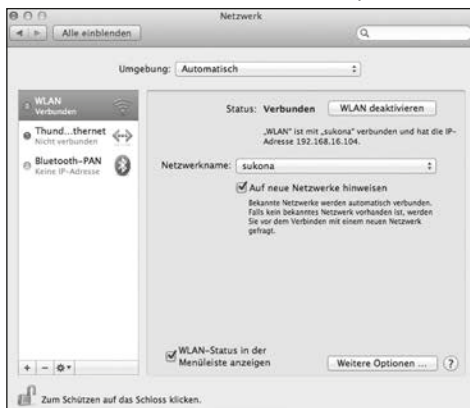 Netzwerk
Alle einblenden
Umgebung: Automatisch
WLAN
Verbunden
Thund...thernet
Nicht verbunden
Bluetooth-PAN
Keine IP-Adresse
Status: Verbunden WLAN deaktivieren
„WLAN" ist mit „sukona" verbunden und hat die IP-
Adresse 192.168.16.104.
Netzwerkname: sukona
Auf neue Netzwerke hinweisen
Bekannte Netzwerke werden automatisch verbunden.
Falls kein bekanntes Netzwerk vorhanden ist, werden
Sie vor dem Verbinden mit einem neuen Netzwerk
gefragt.
WLAN-Status in der
Menüleiste anzeigen
Weitere Optionen ... ?
Zum Schützen auf das Schloss klicken.